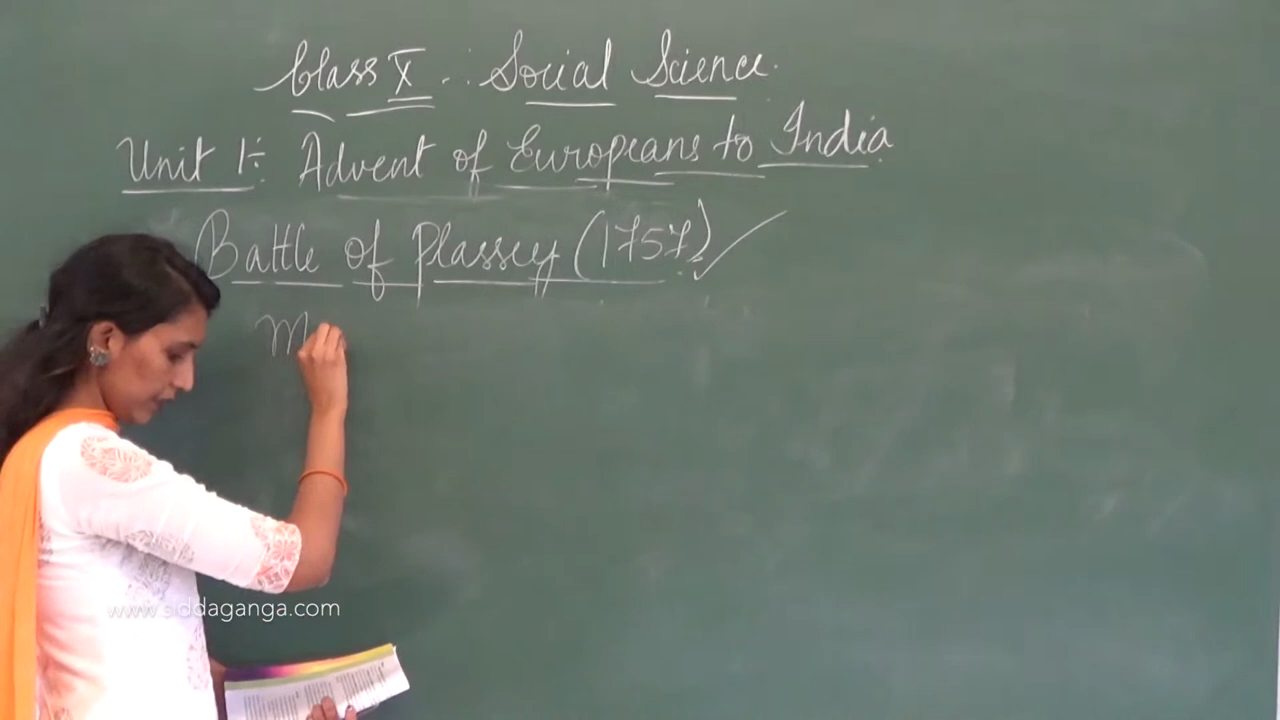 Class X : Social Science.
Unit 1: Advent of Europeans to India
Battle of Plassey (1757)
M
www.siddaganga.com